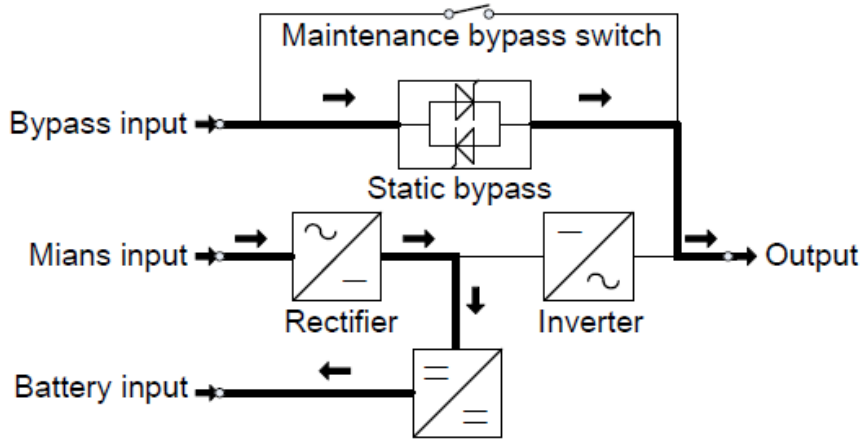 Maintenance bypass switch
Bypass input
Static bypass
Mians input
Output
Rectifier
Inverter
Battery input